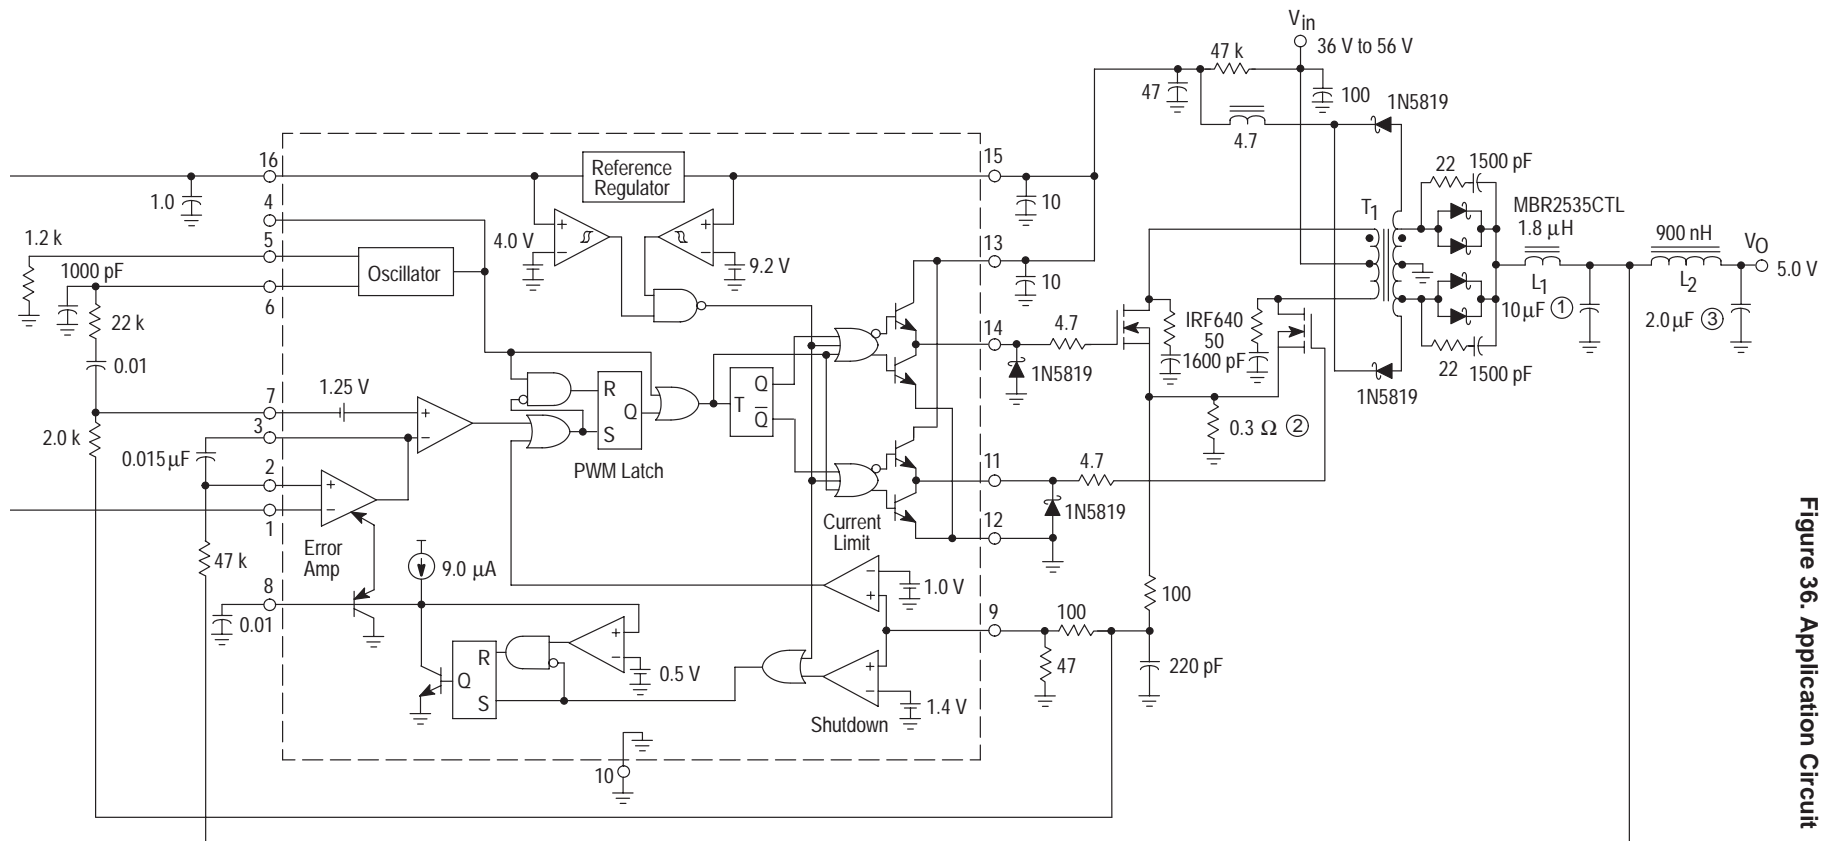 V_in
36 V to 56 V
47 k
47
100
1N5819
4.7
16
Reference
Regulator
15
1.0
10
22
1500 pF
4
T1
MBR2535CTL
1.8 µH
900 nH
V_O
5.0 V
1.2 k
5
4.0 V
9.2 V
13
1000 pF
Oscillator
10
L1
L2
6
10 µF ①
2.0 µF ③
22 k
14
4.7
IRF640
50
1600 pF
0.01
1N5819
22
1500 pF
1N5819
1.25 V
R
Q
S
T
Q
Q̅
7
2.0 k
3
0.3 Ω ②
0.015 µF
PWM Latch
2
11
4.7
+
−
1
1N5819
12
Current
Limit
Error
Amp
47 k
9.0 µA
1.0 V
8
100
0.01
9
100
R
Q
S
0.5 V
47
220 pF
1.4 V
Shutdown
10
Figure 36. Application Circuit